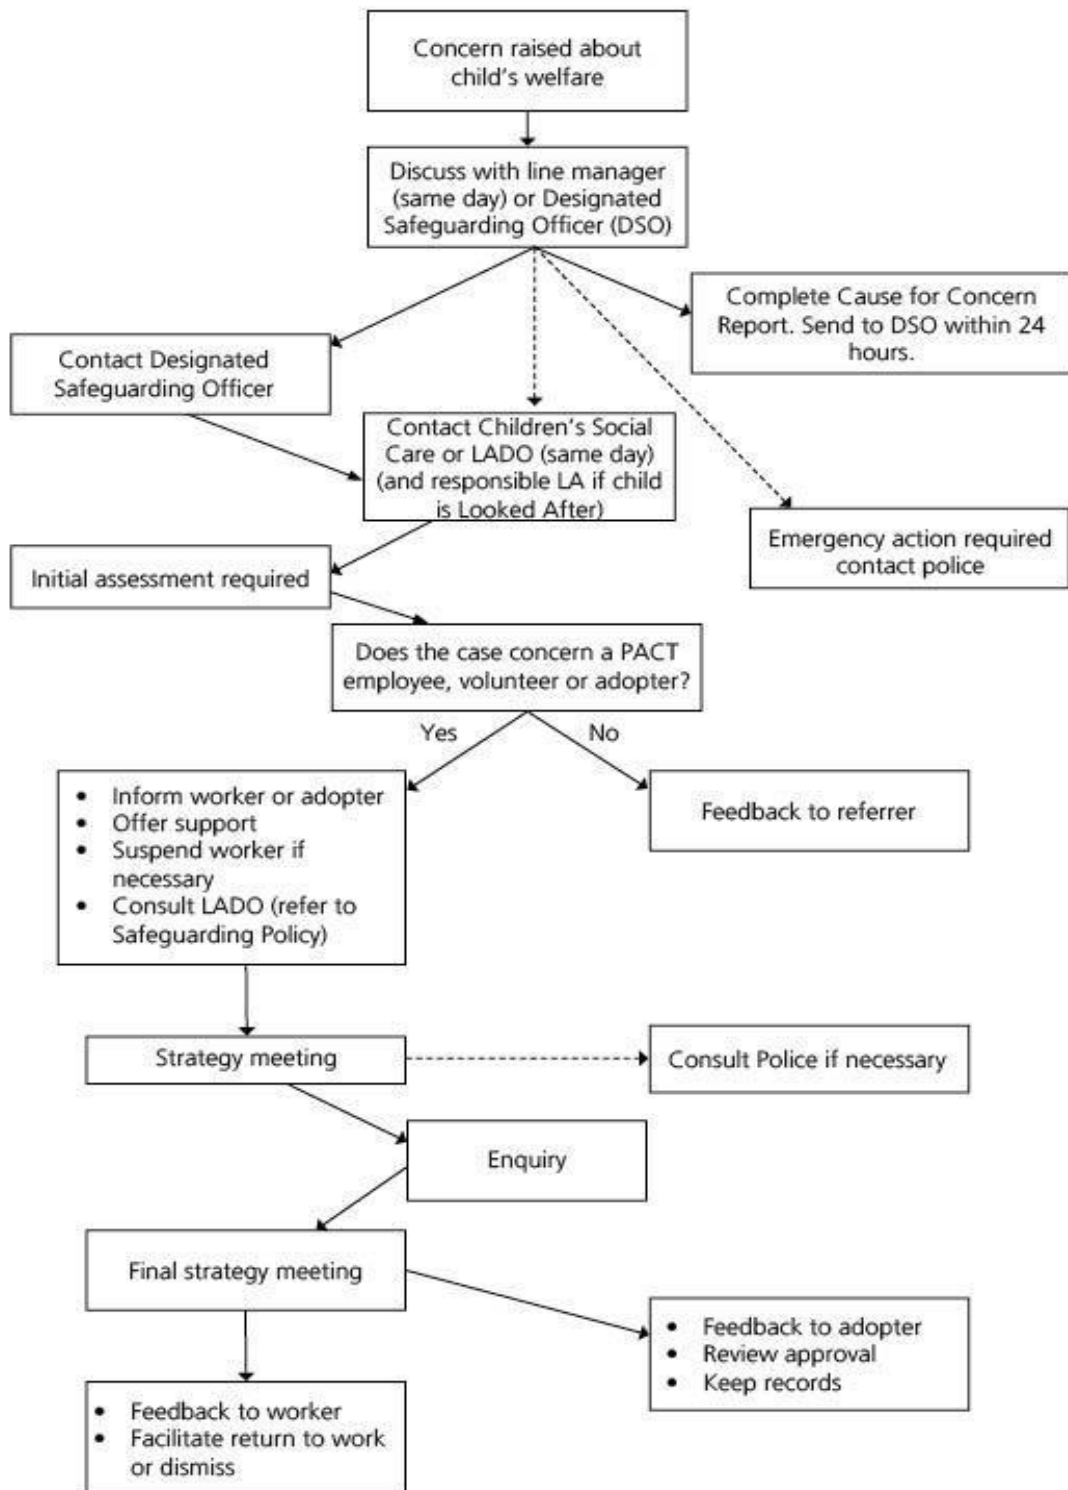 Concern raised about
child's welfare
Discuss with line manager
(same day) or Designated
Safeguarding Officer (DSO)
Complete Cause for Concern
Report. Send to DSO within 24
hours.
Contact Designated
Safeguarding Officer
Contact Children's Social
Care or LADO (same day)
(and responsible LA if child
is Looked After)
Emergency action required
contact police
Initial assessment required
Does the case concern a PACT
employee, volunteer or adopter?
Yes
No
• Inform worker or adopter
• Offer support
• Suspend worker if
necessary
• Consult LADO (refer to
Safeguarding Policy)
Feedback to referrer
Strategy meeting
Consult Police if necessary
Enquiry
Final strategy meeting
• Feedback to adopter
• Review approval
• Keep records
• Feedback to worker
• Facilitate return to work
or dismiss